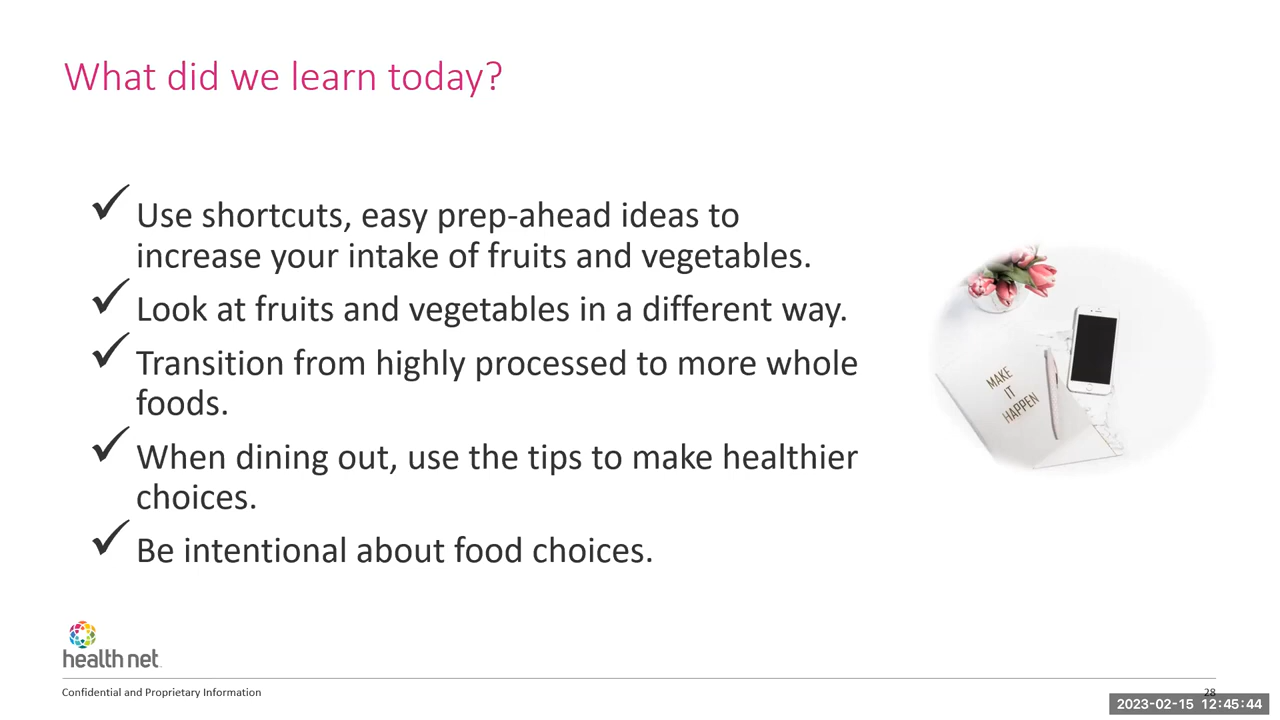 What did we learn today?
✓ Use shortcuts, easy prep-ahead ideas to
increase your intake of fruits and vegetables.
✓ Look at fruits and vegetables in a different way.
✓ Transition from highly processed to more whole
foods.
✓ When dining out, use the tips to make healthier
choices.
✓ Be intentional about food choices.
MAKE
IT
HAPPEN
health net
Confidential and Proprietary Information
28
2023-02-15 12:45:44